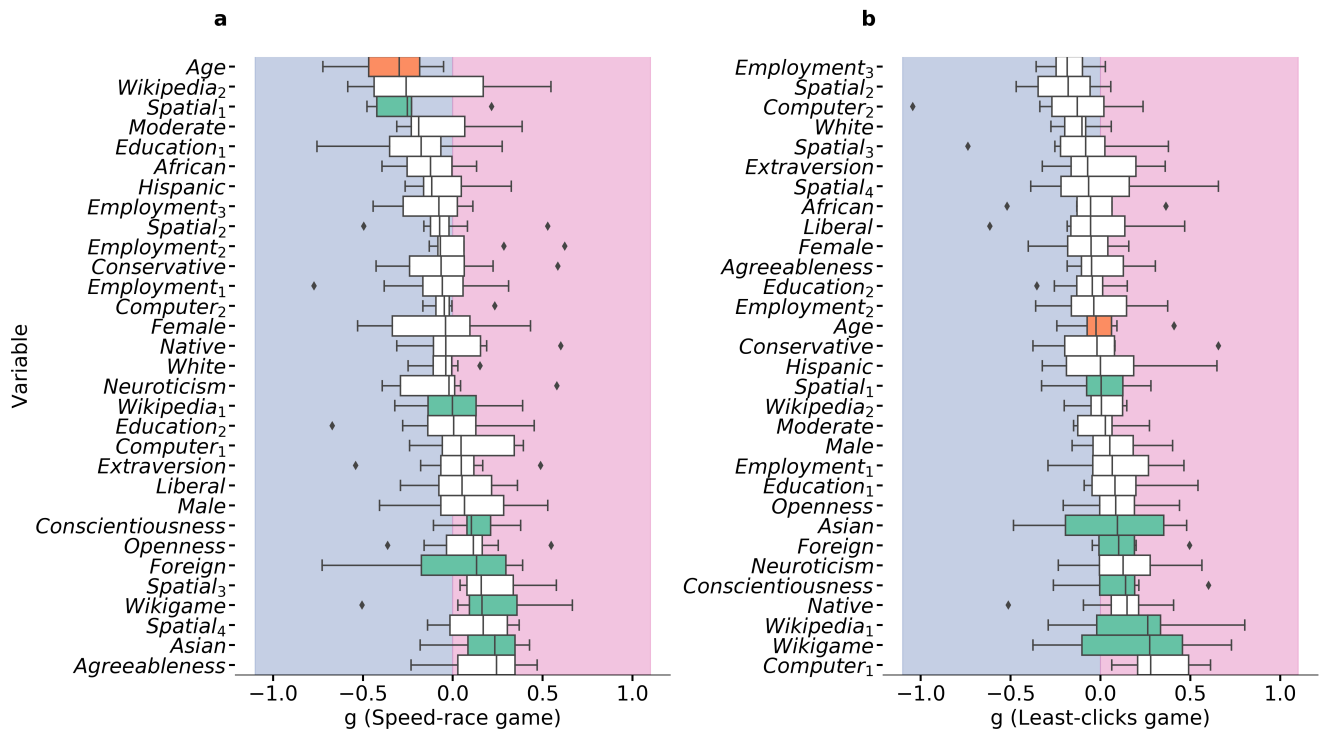 a
Age
Wikipedia₂
Spatial₁
Moderate
Education₁
African
Hispanic
Employment₃
Spatial₂
Employment₂
Conservative
Employment₁
Computer₂
Female
Native
White
Neuroticism
Wikipedia₁
Education₂
Computer₁
Extraversion
Liberal
Male
Conscientiousness
Openness
Foreign
Spatial₃
Wikigame
Spatial₄
Asian
Agreeableness
Variable
−1.0 −0.5 0.0 0.5 1.0
g (Speed-race game)
b
Employment₃
Spatial₂
Computer₂
White
Spatial₃
Extraversion
Spatial₄
African
Liberal
Female
Agreeableness
Education₂
Employment₂
Age
Conservative
Hispanic
Spatial₁
Wikipedia₂
Moderate
Male
Employment₁
Education₁
Openness
Asian
Foreign
Neuroticism
Conscientiousness
Native
Wikipedia₁
Wikigame
Computer₁
−1.0 −0.5 0.0 0.5 1.0
g (Least-clicks game)